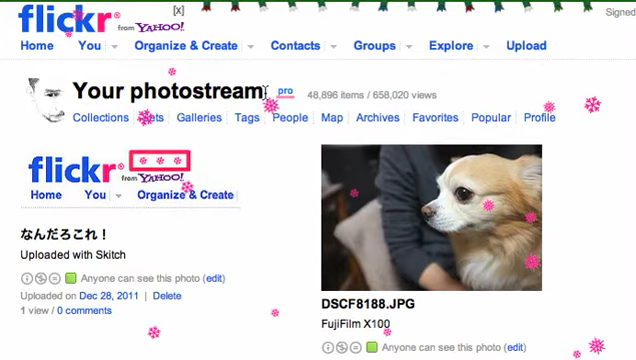 flickr® from YAHOO!
[x]
Signed
Home You Organize & Create Contacts Groups Explore Upload
Your photostream pro 48,896 items / 658,020 views
Collections Sets Galleries Tags People Map Archives Favorites Popular Profile
flickr® from YAHOO!
Home You Organize & Create
なんだろこれ！
Uploaded with Skitch
Anyone can see this photo (edit)
Uploaded on Dec 28, 2011 | Delete
1 view / 0 comments
DSCF8188.JPG
FujiFilm X100
Anyone can see this photo (edit)